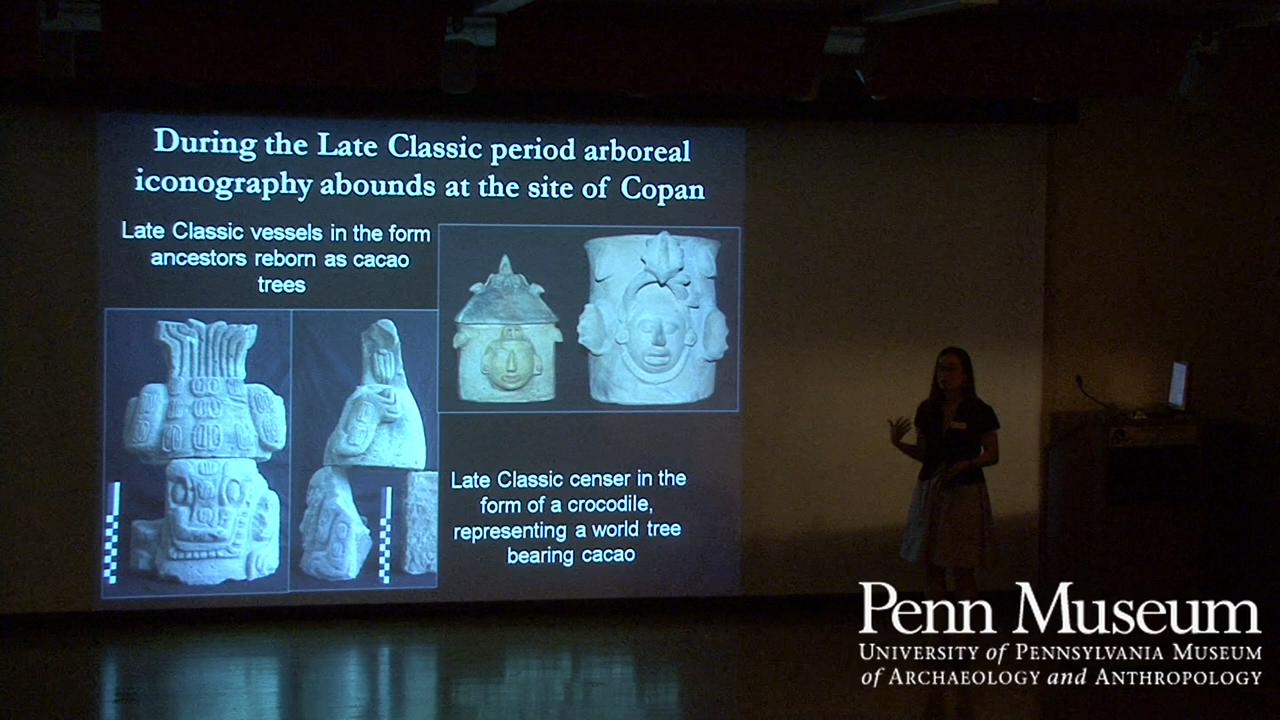 During the Late Classic period arboreal
iconography abounds at the site of Copan
Late Classic vessels in the form
ancestors reborn as cacao
trees
Late Classic censer in the
form of a crocodile,
representing a world tree
bearing cacao
Penn Museum
UNIVERSITY of PENNSYLVANIA MUSEUM
of ARCHAEOLOGY and ANTHROPOLOGY